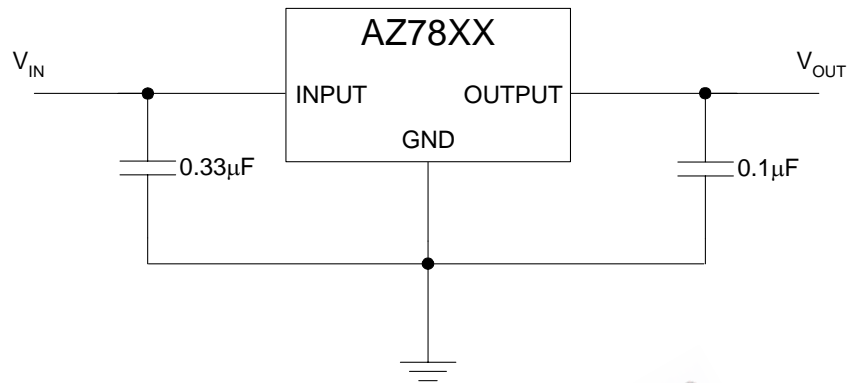 AZ78XX
V_IN
V_OUT
INPUT
OUTPUT
GND
0.33μF
0.1μF